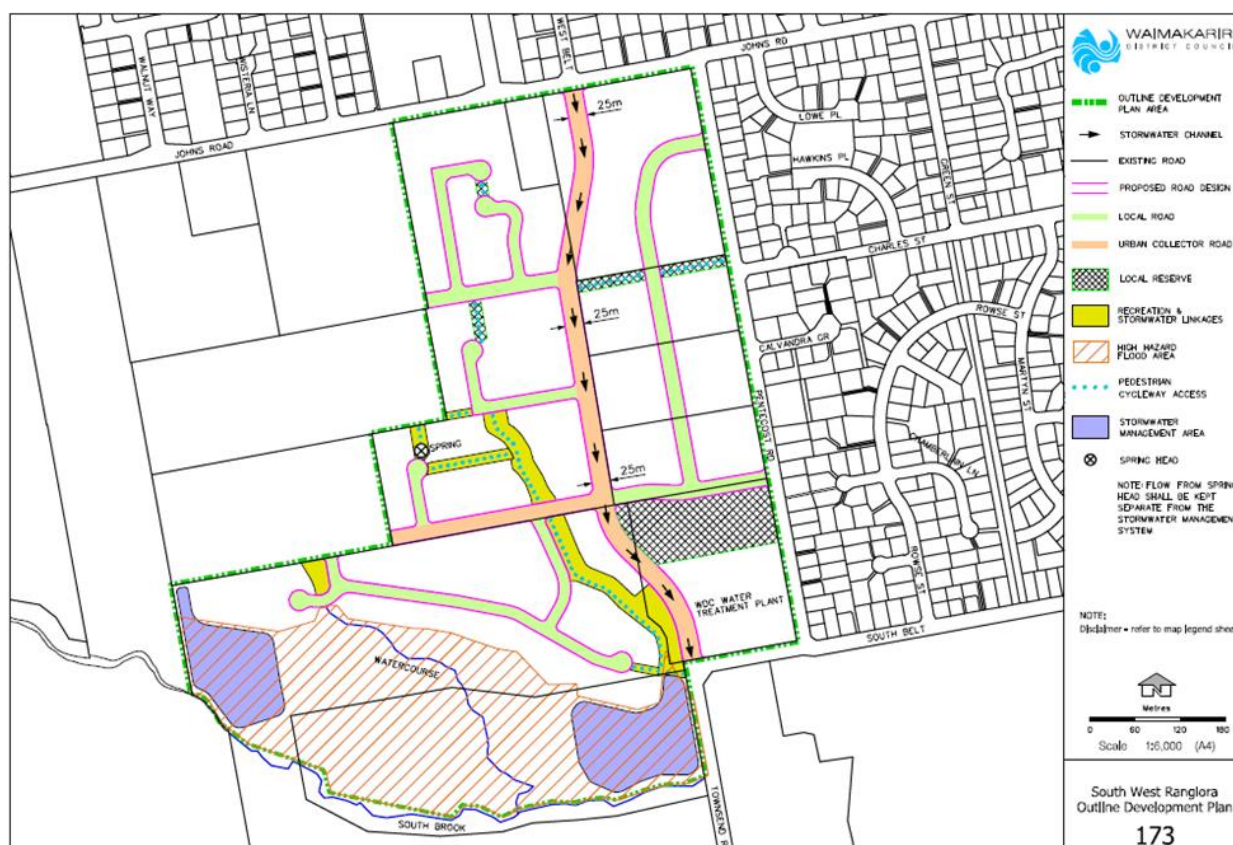 WALNUT WAY
WISTERIA LN
WEST BELT
JOHNS RD
JOHNS ROAD
25m
LOWE PL
HAWKINS PL
GREEN ST
CHARLES ST
25m
ROWSE ST
CALVANDRA GR
MARTYN ST
PENTECOST RD
CHAMBERLAIN LN
SPRING
25m
ROWSE ST
WDC WATER
TREATMENT PLANT
SOUTH BELT
WATERCOURSE
TOWNSEND R
SOUTH BROOK
WAIMAKARIR
DISTRICT COUNCIL
OUTLINE DEVELOPMENT
PLAN AREA
STORMWATER CHANNEL
EXISTING ROAD
PROPOSED ROAD DESIGN
LOCAL ROAD
URBAN COLLECTOR ROAD
LOCAL RESERVE
RECREATION &
STORMWATER LINKAGES
HIGH HAZARD
FLOOD AREA
PEDESTRIAN
CYCLEWAY ACCESS
STORMWATER
MANAGEMENT AREA
SPRING HEAD
NOTE: FLOW FROM SPRING
HEAD SHALL BE KEPT
SEPARATE FROM THE
STORMWATER MANAGEMEN
SYSTEM
NOTE:
Disclaimer - refer to map legend shee
N
Metres
0 60 120 180
Scale 1:6,000 (A4)
South West Rangiora
Outline Development Plan
173